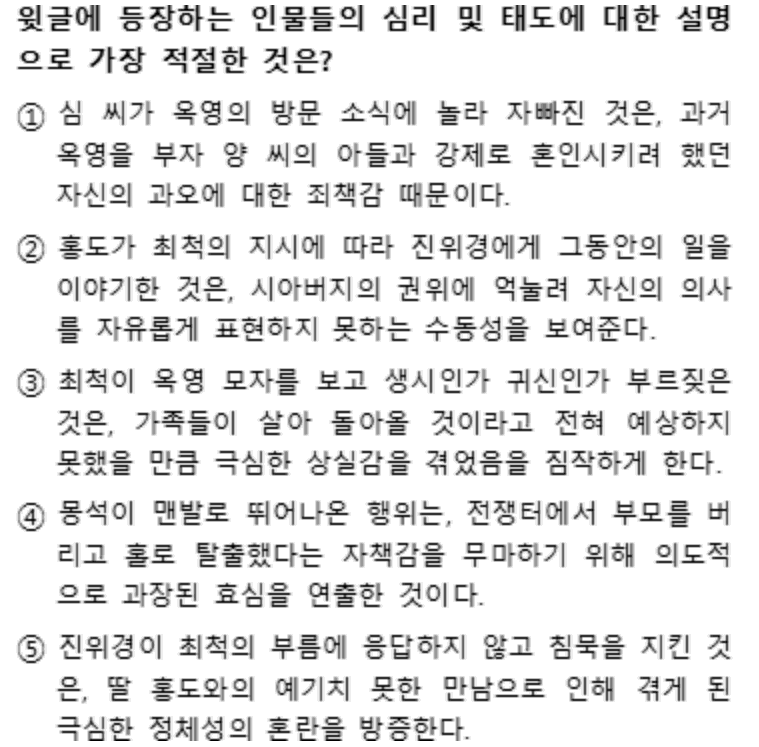 윗글에 등장하는 인물들의 심리 및 태도에 대한 설명
으로 가장 적절한 것은?
① 심 씨가 옥영의 방문 소식에 놀라 자빠진 것은, 과거
옥영을 부자 양 씨의 아들과 강제로 혼인시키려 했던
자신의 과오에 대한 죄책감 때문이다.
② 홍도가 최척의 지시에 따라 진위경에게 그동안의 일을
이야기한 것은, 시아버지의 권위에 억눌려 자신의 의사
를 자유롭게 표현하지 못하는 수동성을 보여준다.
③ 최척이 옥영 모자를 보고 생시인가 귀신인가 부르짖은
것은, 가족들이 살아 돌아올 것이라고 전혀 예상하지
못했을 만큼 극심한 상실감을 겪었음을 짐작하게 한다.
④ 몽석이 맨발로 뛰어나온 행위는, 전쟁터에서 부모를 버
리고 홀로 탈출했다는 자책감을 무마하기 위해 의도적
으로 과장된 효심을 연출한 것이다.
⑤ 진위경이 최척의 부름에 응답하지 않고 침묵을 지킨 것
은, 딸 홍도와의 예기치 못한 만남으로 인해 겪게 된
극심한 정체성의 혼란을 방증한다.